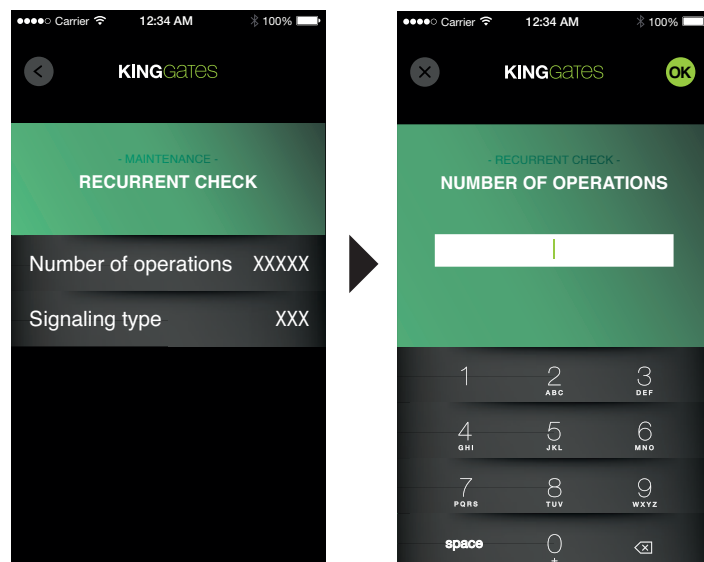 Carrier 12:34 AM 100%
KINGGATES
- MAINTENANCE -
RECURRENT CHECK
Number of operations XXXXX
Signaling type XXX
Carrier 12:34 AM 100%
KINGGATES OK
- RECURRENT CHECK -
NUMBER OF OPERATIONS
1 2 3
ABC DEF
4 5 6
GHI JKL MNO
7 8 9
PQRS TUV WXYZ
space 0
+